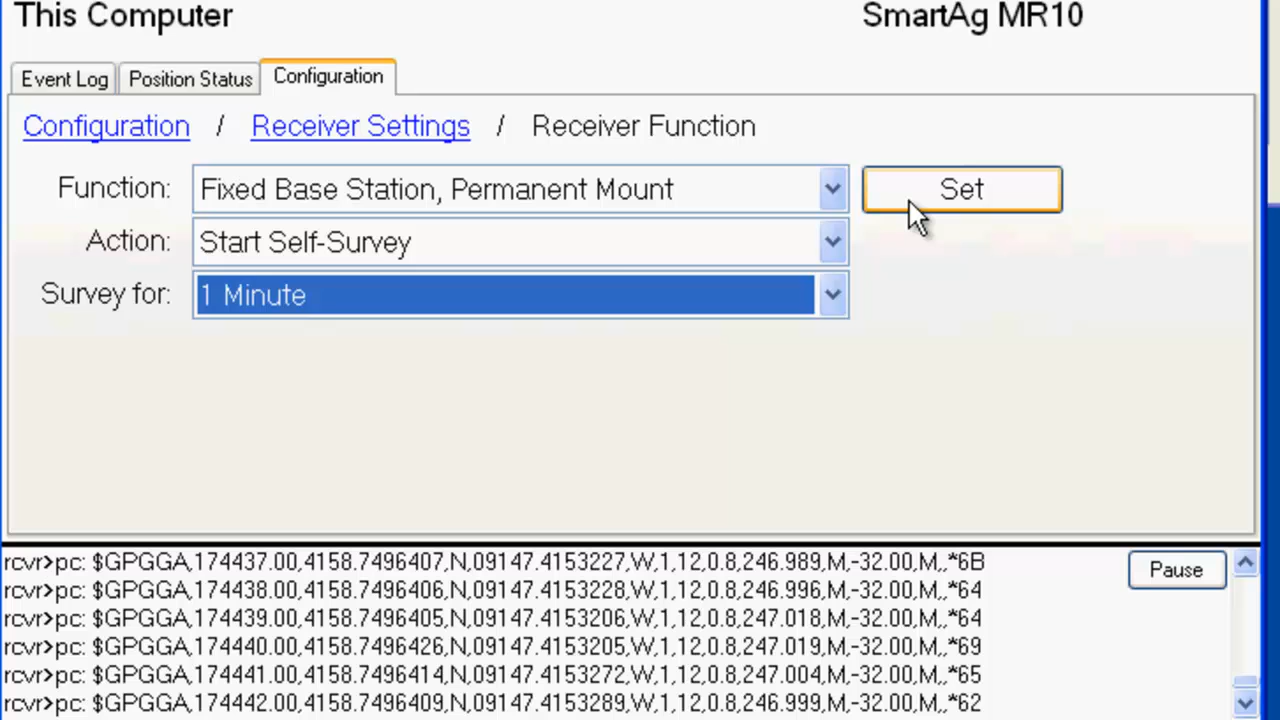 This Computer SmartAg MR10
Event Log Position Status Configuration
Configuration / Receiver Settings / Receiver Function
Function: Fixed Base Station, Permanent Mount Set
Action: Start Self-Survey
Survey for: 1 Minute
rcvr>pc: $GPGGA,174437.00,4158.7496407,N,09147.4153227,W,1,12,0.8,246.989,M,-32.00,M,,*6B
Pause
rcvr>pc: $GPGGA,174438.00,4158.7496406,N,09147.4153228,W,1,12,0.8,246.996,M,-32.00,M,,*64
rcvr>pc: $GPGGA,174439.00,4158.7496405,N,09147.4153206,W,1,12,0.8,247.018,M,-32.00,M,,*64
rcvr>pc: $GPGGA,174440.00,4158.7496426,N,09147.4153205,W,1,12,0.8,247.019,M,-32.00,M,,*69
rcvr>pc: $GPGGA,174441.00,4158.7496414,N,09147.4153272,W,1,12,0.8,247.004,M,-32.00,M,,*65
rcvr>pc: $GPGGA,174442.00,4158.7496409,N,09147.4153289,W,1,12,0.8,246.999,M,-32.00,M,,*62